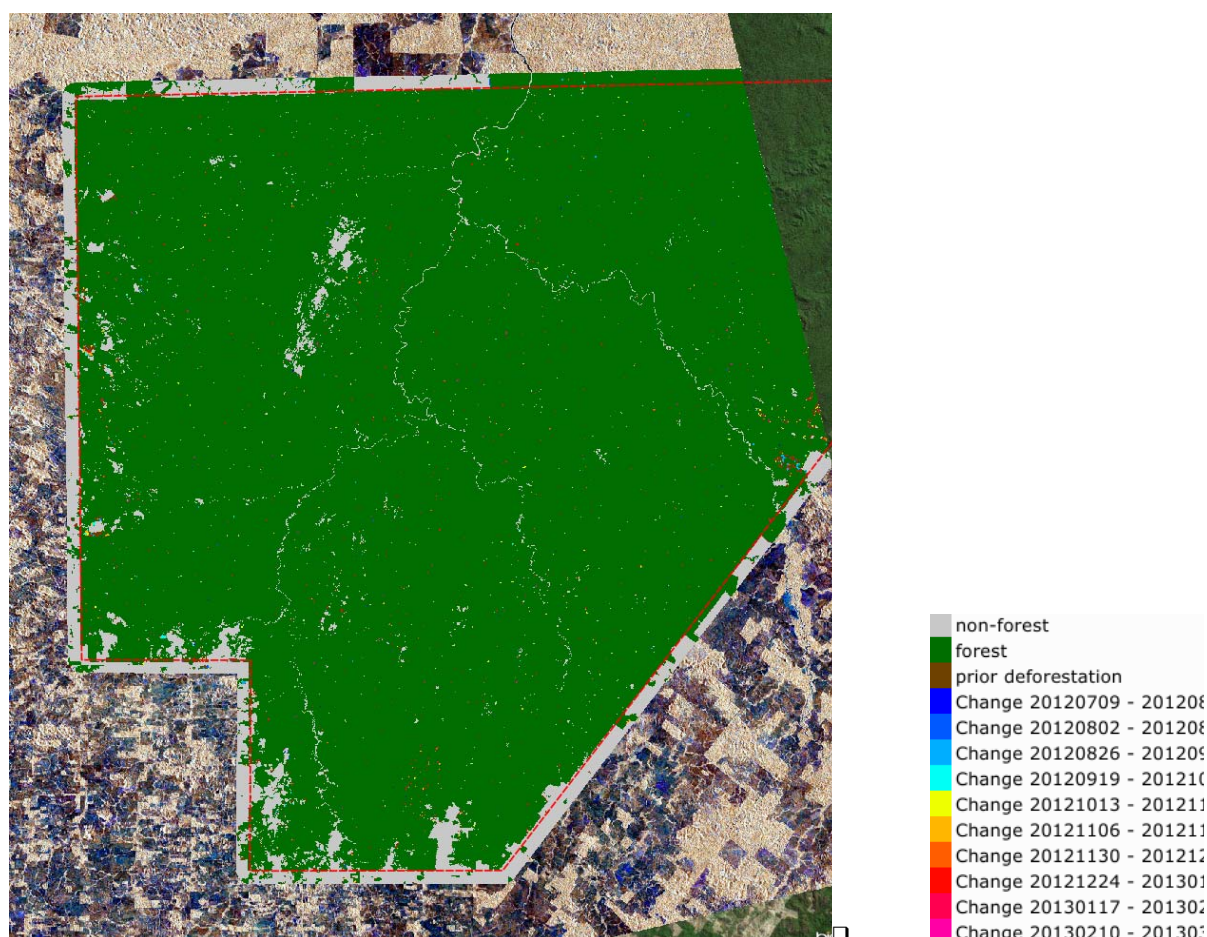 non-forest
forest
prior deforestation
Change 20120709 - 201208
Change 20120802 - 201208
Change 20120826 - 201209
Change 20120919 - 201210
Change 20121013 - 201211
Change 20121106 - 201211
Change 20121130 - 201212
Change 20121224 - 201301
Change 20130117 - 201302
Change 20130210 - 201303